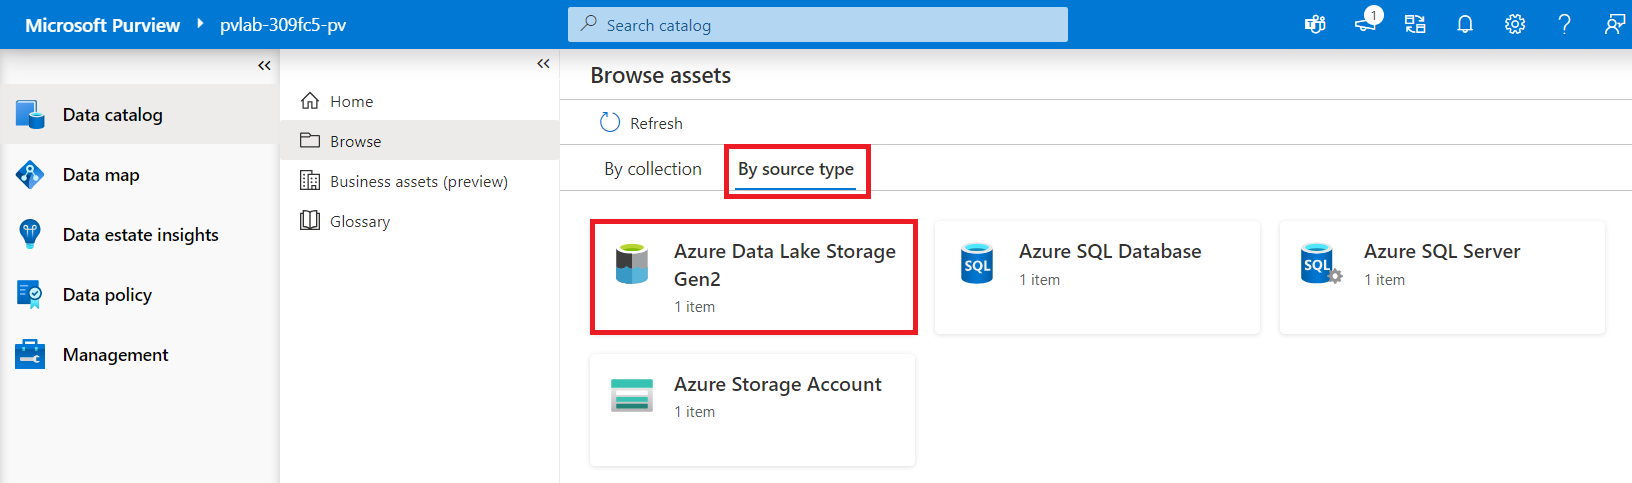 Microsoft Purview
pvlab-309fc5-pv
Search catalog
1
Data catalog
Data map
Data estate insights
Data policy
Management
Home
Browse
Business assets (preview)
Glossary
Browse assets
Refresh
By collection
By source type
Azure Data Lake Storage
Gen2
1 item
SQL
Azure SQL Database
1 item
SQL
Azure SQL Server
1 item
Azure Storage Account
1 item